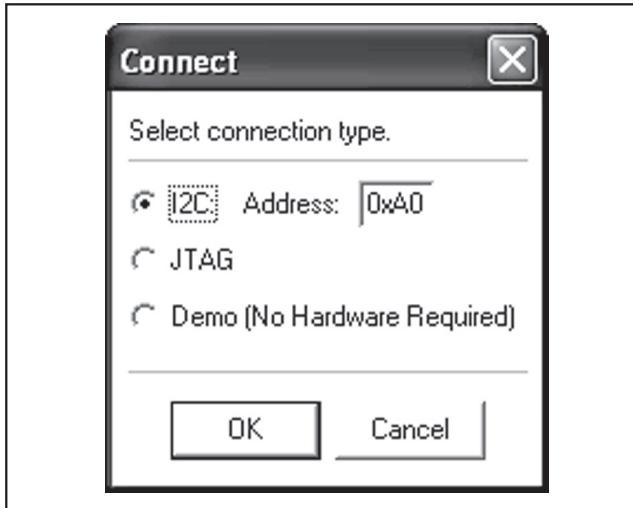 Connect
Select connection type.
I2C: Address: 0xA0
JTAG
Demo (No Hardware Required)
OK Cancel